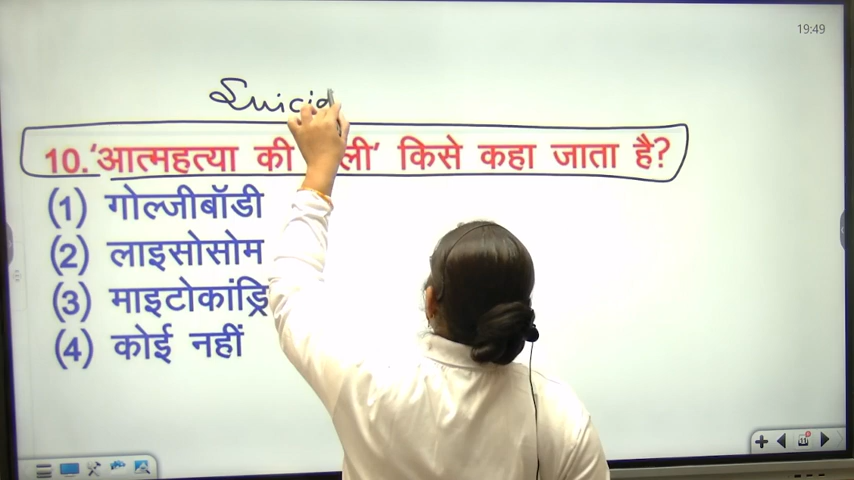 19:49
Suicid
10.‘आत्महत्या की ली’ किसे कहा जाता है?
(1) गोल्जीबॉडी
(2) लाइसोसोम
(3) माइटोकांड्रि
(4) कोई नहीं